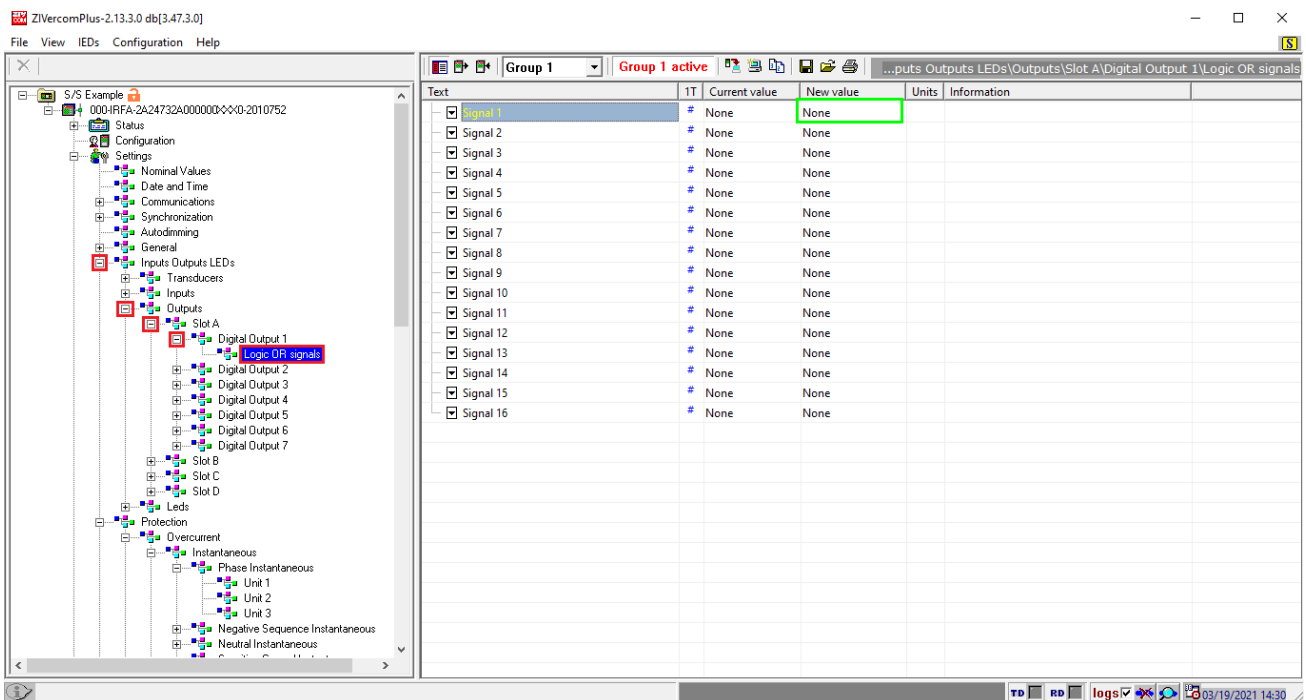 ZIVercomPlus-2.13.3.0 db[3.47.3.0]
File View IEDs Configuration Help
S
Group 1 Group 1 active ...puts Outputs LEDs\Outputs\Slot A\Digital Output 1\Logic OR signals
S/S Example
000-IRFA-2A24732A000000XXX0-2010752
Status
Configuration
Settings
Nominal Values
Date and Time
Communications
Synchronization
Autodimming
General
Inputs Outputs LEDs
Transducers
Inputs
Outputs
Slot A
Digital Output 1
Logic OR signals
Digital Output 2
Digital Output 3
Digital Output 4
Digital Output 5
Digital Output 6
Digital Output 7
Slot B
Slot C
Slot D
Leds
Protection
Overcurrent
Instantaneous
Phase Instantaneous
Unit 1
Unit 2
Unit 3
Negative Sequence Instantaneous
Neutral Instantaneous
Text 1T Current value New value Units Information
Signal 1 # None None
Signal 2 # None None
Signal 3 # None None
Signal 4 # None None
Signal 5 # None None
Signal 6 # None None
Signal 7 # None None
Signal 8 # None None
Signal 9 # None None
Signal 10 # None None
Signal 11 # None None
Signal 12 # None None
Signal 13 # None None
Signal 14 # None None
Signal 15 # None None
Signal 16 # None None
TD RD logs 03/19/2021 14:30